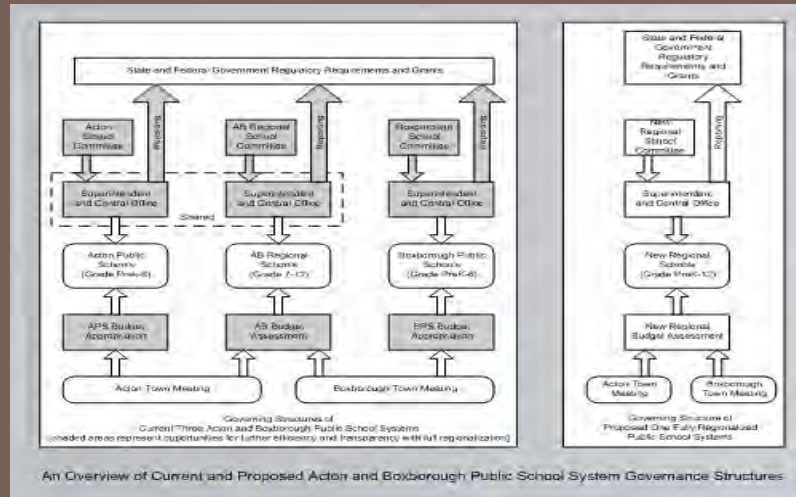 State and Federal Government Regulatory Requirements and Grants
Acton
School
Committee
Reporting
AB Regional
School
Committee
Reporting
Boxborough
School
Committee
Reporting
Superintendent
and Central Office
Superintendent
and Central Office
Superintendent
and Central Office
Shared
Acton Public
Schools
(Grade PreK-6)
AB Regional
Schools
(Grade 7-12)
Boxborough Public
Schools
(Grade PreK-6)
APS Budget
Appropriation
AB Budget
Assessment
BPS Budget
Appropriation
Acton Town Meeting
Boxborough Town Meeting
Governing Structures of
Current Three Acton and Boxborough Public School Systems
(shaded areas represent opportunities for further efficiency and transparency with full regionalization)
State and Federal
Government
Regulatory
Requirements and
Grants
New
Regional
School
Committee
Reporting
Superintendent
and Central Office
New Regional
Schools
(Grade PreK-12)
New Regional
Budget Assessment
Acton Town
Meeting
Boxborough
Town Meeting
Governing Structure of
Proposed One Fully Regionalized
Public School Systems
An Overview of Current and Proposed Acton and Boxborough Public School System Governance Structures